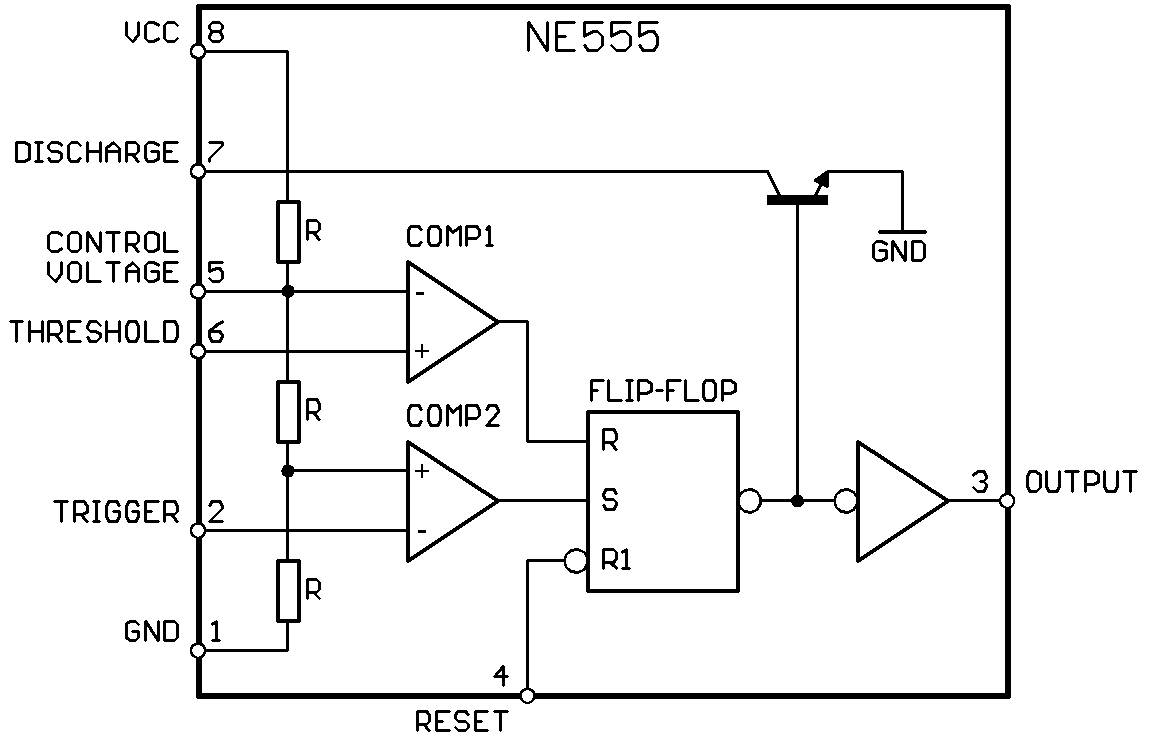 NE555
VCC 8
DISCHARGE 7
R
CONTROL
VOLTAGE 5
COMP1
GND
-
THRESHOLD 6
+
R
COMP2
FLIP-FLOP
R
+
S
TRIGGER 2
-
3 OUTPUT
R1
R
GND 1
4
RESET